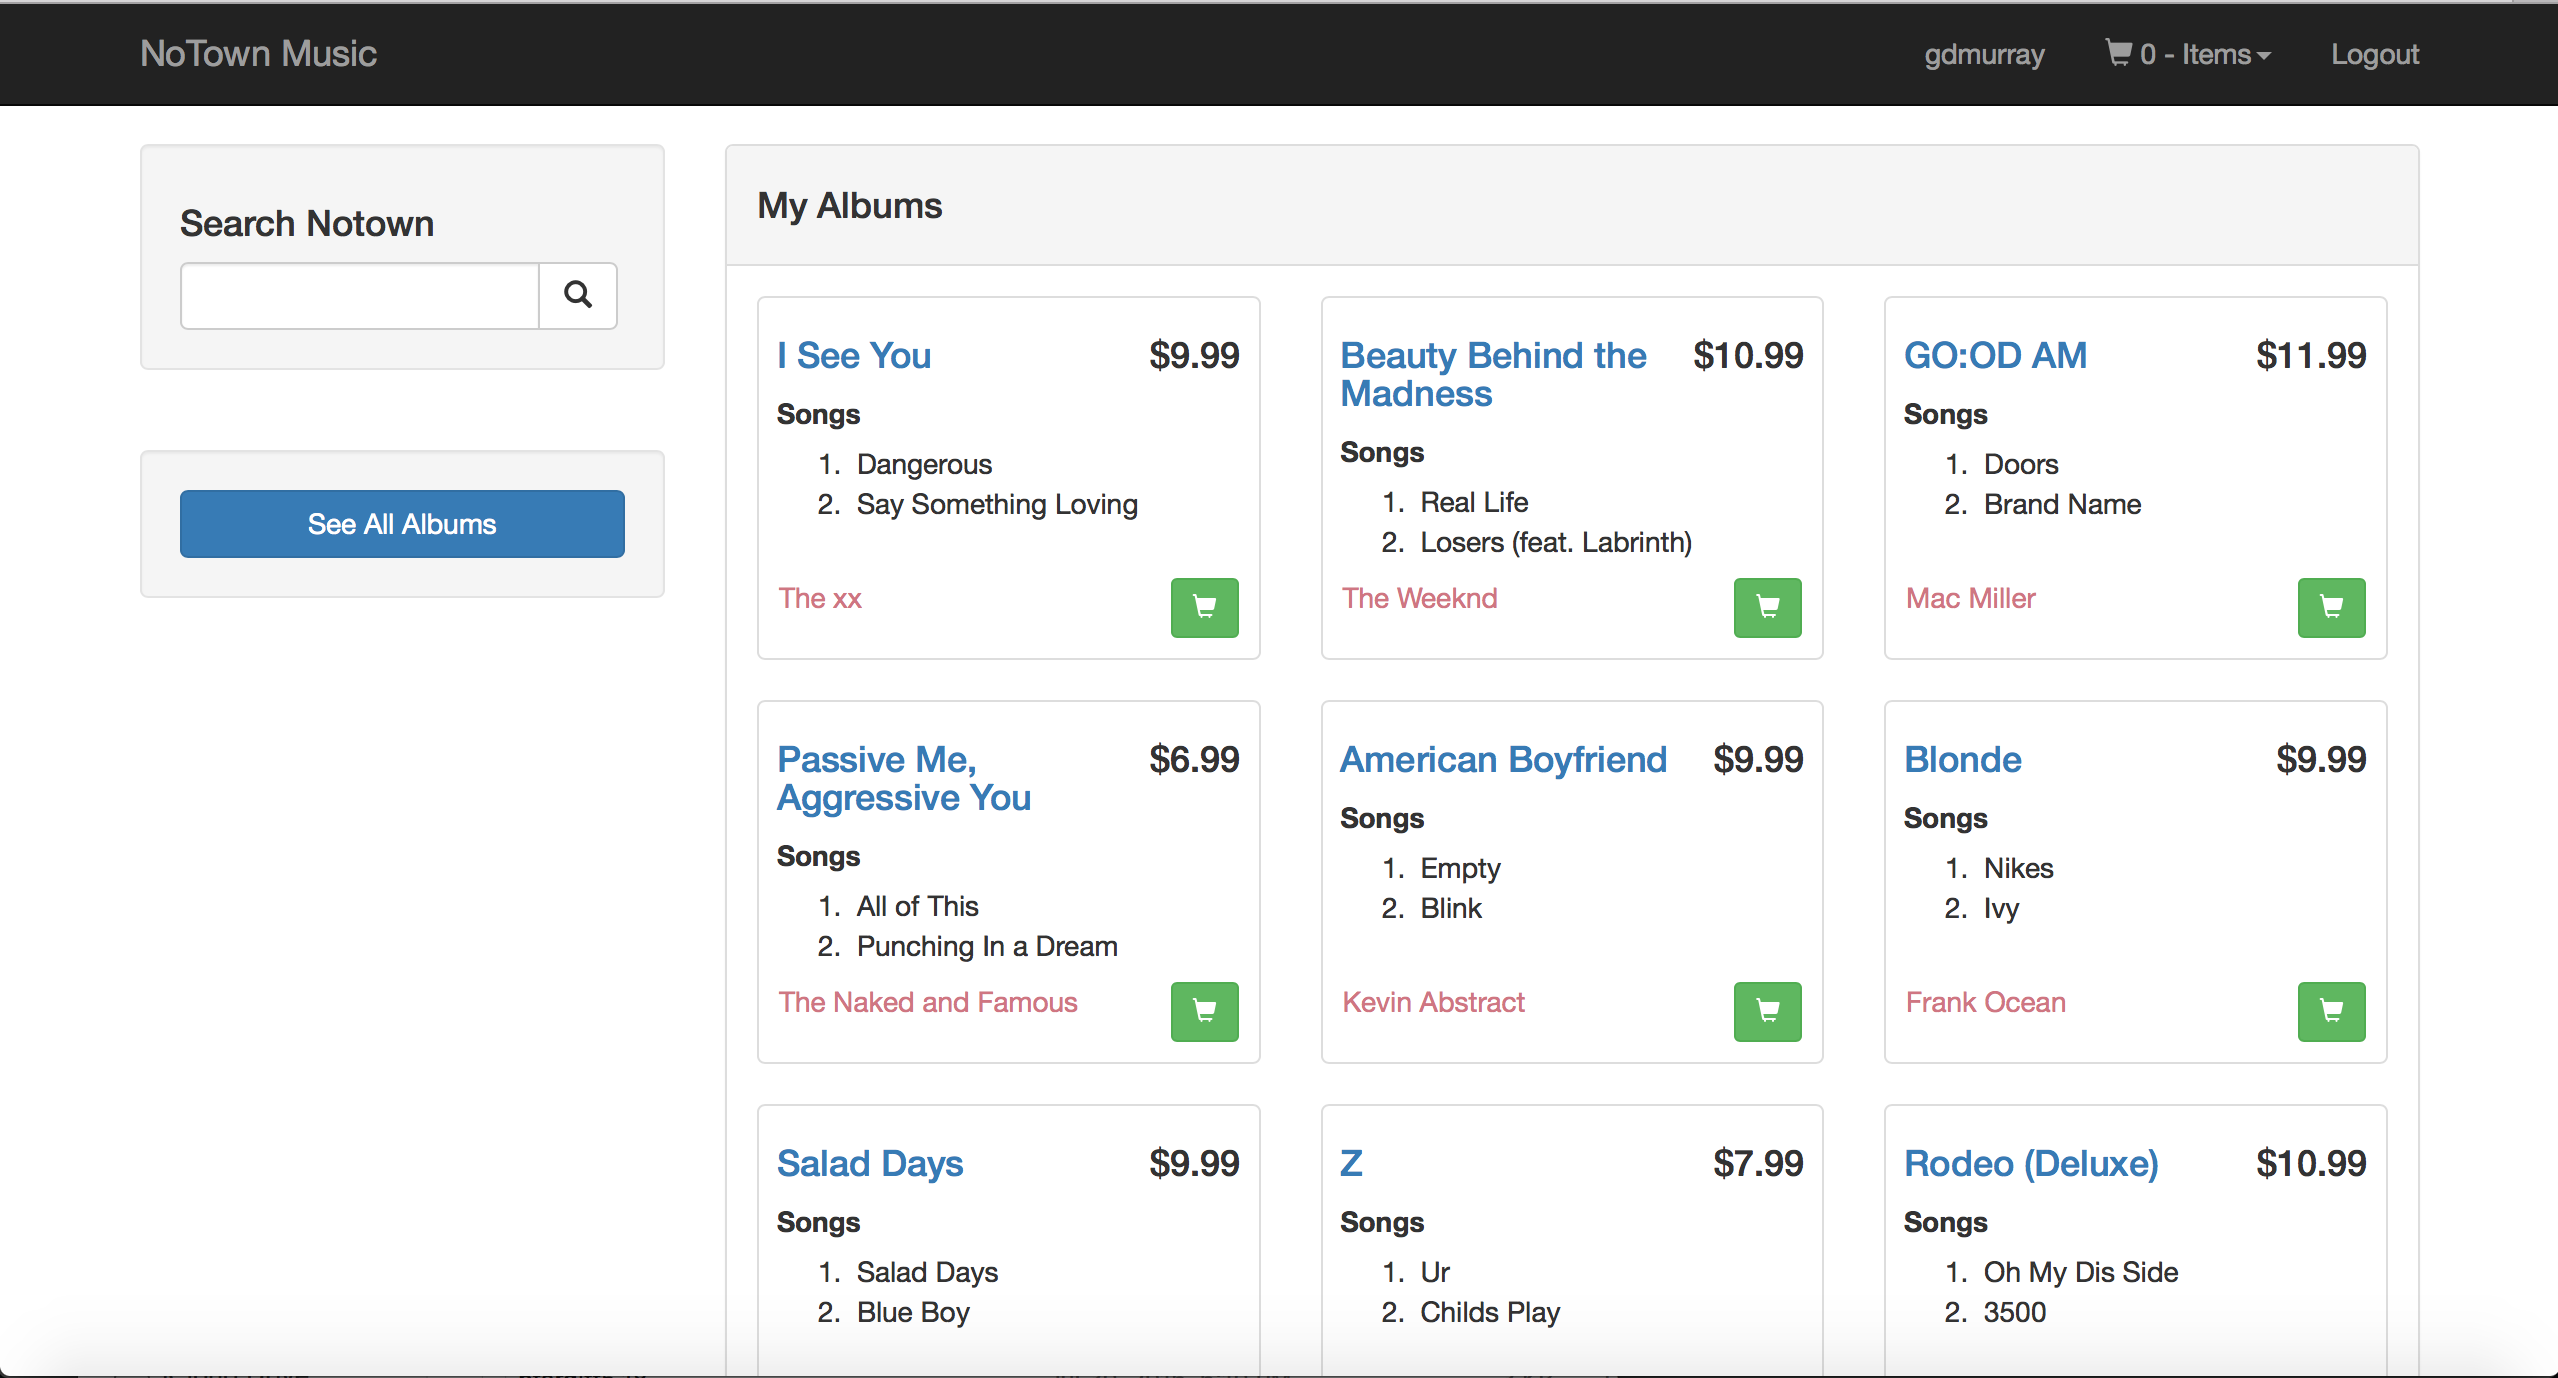 NoTown Music
gdmurray
0 - Items
Logout
Search Notown
See All Albums
My Albums
I See You
$9.99
Songs
1. Dangerous
2. Say Something Loving
The xx
Beauty Behind the
Madness
$10.99
Songs
1. Real Life
2. Losers (feat. Labrinth)
The Weeknd
GO:OD AM
$11.99
Songs
1. Doors
2. Brand Name
Mac Miller
Passive Me,
Aggressive You
$6.99
Songs
1. All of This
2. Punching In a Dream
The Naked and Famous
American Boyfriend
$9.99
Songs
1. Empty
2. Blink
Kevin Abstract
Blonde
$9.99
Songs
1. Nikes
2. Ivy
Frank Ocean
Salad Days
$9.99
Songs
1. Salad Days
2. Blue Boy
Z
$7.99
Songs
1. Ur
2. Childs Play
Rodeo (Deluxe)
$10.99
Songs
1. Oh My Dis Side
2. 3500